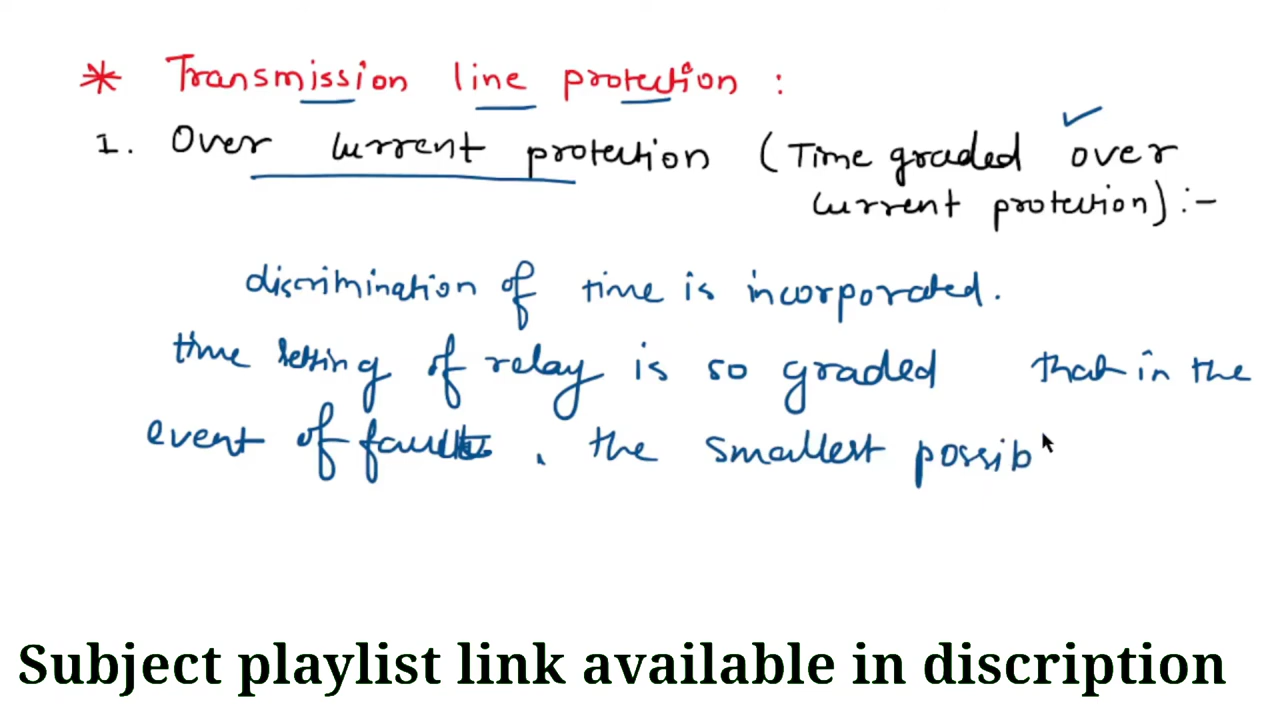 * Transmission line protection :
1. Over current protection (Time graded over
current protection) :-
discrimination of time is incorporated.
time setting of relay is so graded that in the
event of fault , the smallest possib
Subject playlist link available in discription